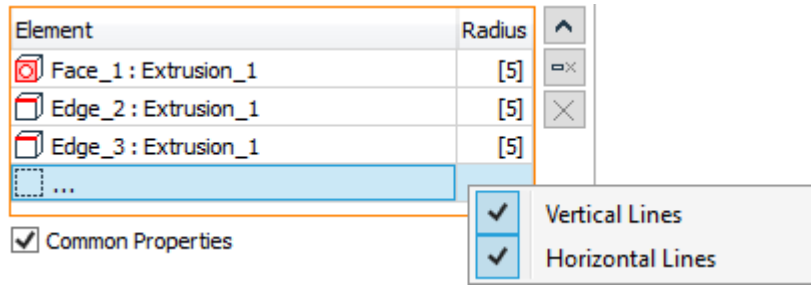 Element Radius
Face_1 : Extrusion_1 [5]
Edge_2 : Extrusion_1 [5]
Edge_3 : Extrusion_1 [5]
...
Vertical Lines
Common Properties
Horizontal Lines